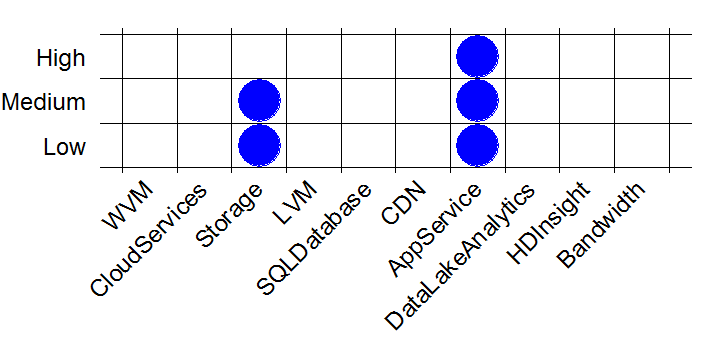 High
Medium
Low
WVM
CloudServices
Storage
LVM
SQLDatabase
CDN
AppService
DataLakeAnalytics
HDInsight
Bandwidth